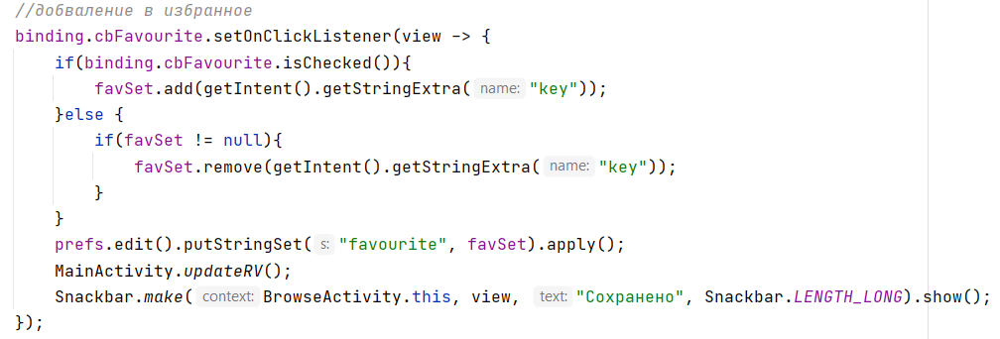 //добваление в избранное
binding.cbFavourite.setOnClickListener(view -> {
if(binding.cbFavourite.isChecked()){
favSet.add(getIntent().getStringExtra( name: "key"));
}else {
if(favSet != null){
favSet.remove(getIntent().getStringExtra( name: "key"));
}
}
prefs.edit().putStringSet( s: "favourite", favSet).apply();
MainActivity.updateRV();
Snackbar.make( context: BrowseActivity.this, view, text: "Сохранено", Snackbar.LENGTH_LONG).show();
});